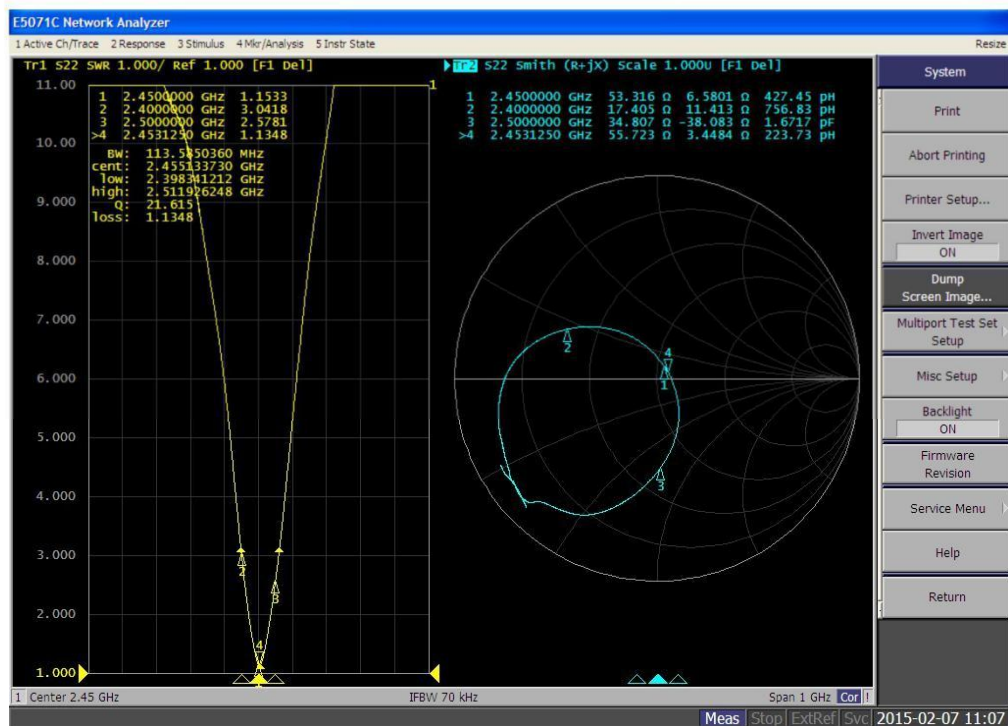 E5071C Network Analyzer
1 Active Ch/Trace 2 Response 3 Stimulus 4 Mkr/Analysis 5 Instr State
Resize
Tr1 S22 SWR 1.000/ Ref 1.000 [F1 Del]
11.00
10.00
9.000
8.000
7.000
6.000
5.000
4.000
3.000
2.000
1.000
1 2.4500000 GHz 1.1533
2 2.4000000 GHz 3.0418
3 2.5000000 GHz 2.5781
>4 2.4531250 GHz 1.1348
BW: 113.5850360 MHz
cent: 2.455133730 GHz
low: 2.398341212 GHz
high: 2.511926248 GHz
Q: 21.615
loss: 1.1348
1
2
3
4
Tr2 S22 Smith (R+jX) Scale 1.000U [F1 Del]
1 2.4500000 GHz 53.316 Ω 6.5801 Ω 427.45 pH
2 2.4000000 GHz 17.405 Ω 11.413 Ω 756.83 pH
3 2.5000000 GHz 34.807 Ω -38.083 Ω 1.6717 pF
>4 2.4531250 GHz 55.723 Ω 3.4484 Ω 223.73 pH
2
4
1
3
System
Print
Abort Printing
Printer Setup...
Invert Image
ON
Dump
Screen Image...
Multiport Test Set
Setup
Misc Setup
Backlight
ON
Firmware
Revision
Service Menu
Help
Return
1 Center 2.45 GHz
IFBW 70 kHz
Span 1 GHz Cor !
Meas Stop ExtRef Svc 2015-02-07 11:07